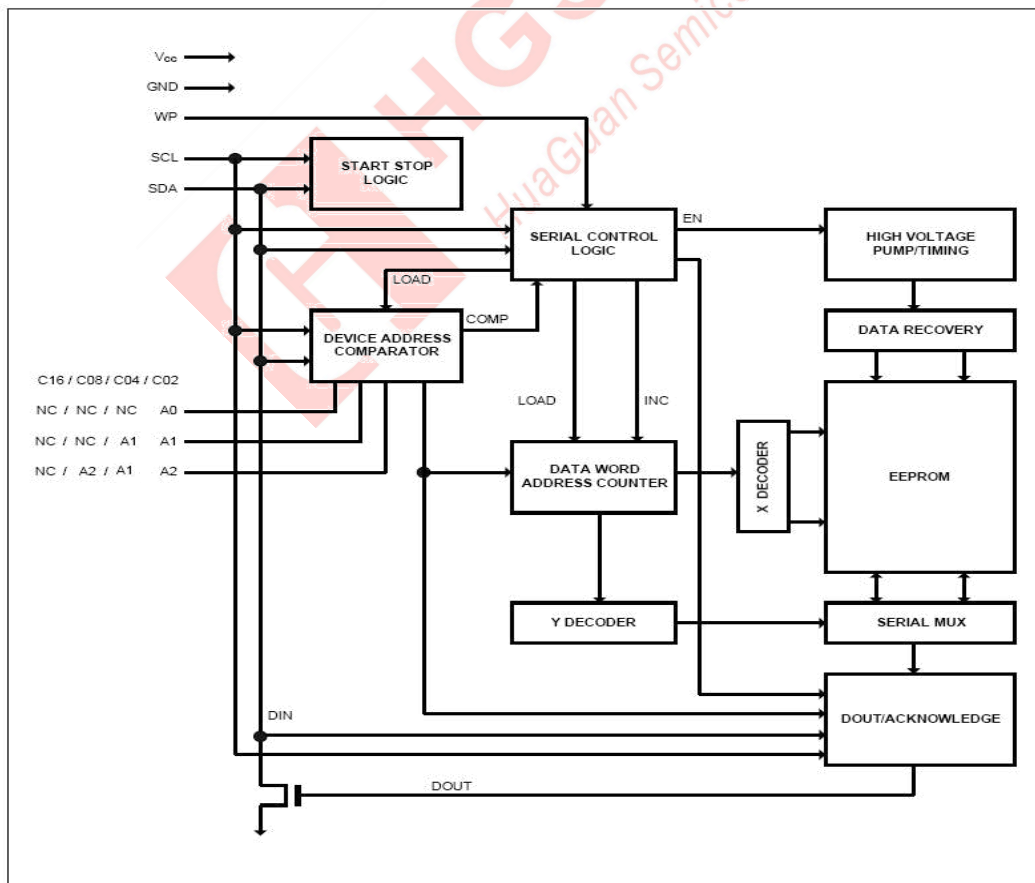 Vcc
GND
WP
SCL
SDA
START STOP
LOGIC
SERIAL CONTROL
LOGIC
EN
HIGH VOLTAGE
PUMP/TIMING
LOAD
COMP
DEVICE ADDRESS
COMPARATOR
DATA RECOVERY
C16 / C08 / C04 / C02
NC / NC / NC A0
NC / NC / A1 A1
NC / A2 / A1 A2
LOAD
INC
DATA WORD
ADDRESS COUNTER
X DECODER
EEPROM
Y DECODER
SERIAL MUX
DIN
DOUT/ACKNOWLEDGE
DOUT
HuaGuan